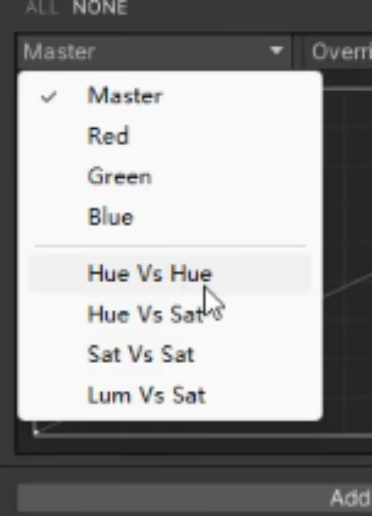 ALL NONE
Master Overri
Master
Red
Green
Blue
Hue Vs Hue
Hue Vs Sat
Sat Vs Sat
Lum Vs Sat
Add